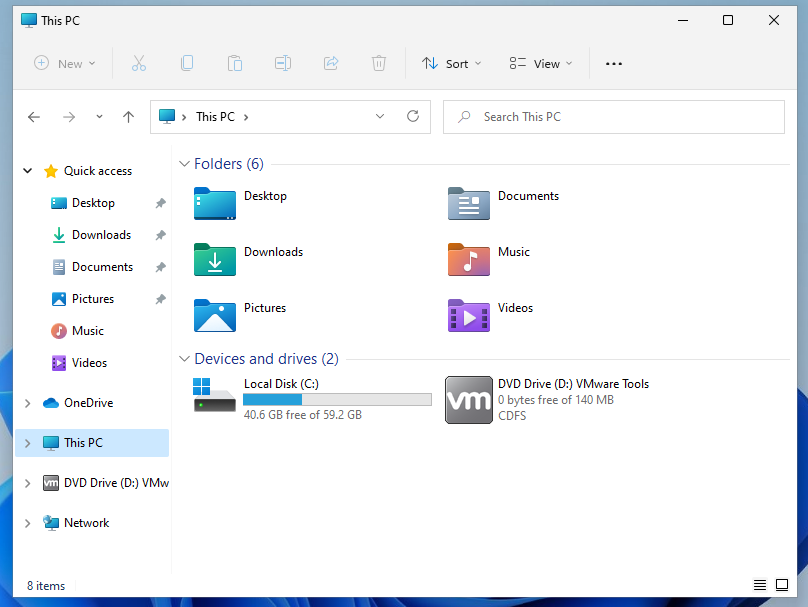 This PC
New
Sort
View
This PC
Search This PC
Quick access
Desktop
Downloads
Documents
Pictures
Music
Videos
OneDrive
This PC
vm DVD Drive (D:) VMw
Network
Folders (6)
Desktop
Documents
Downloads
Music
Pictures
Videos
Devices and drives (2)
Local Disk (C:)
40.6 GB free of 59.2 GB
vm
DVD Drive (D:) VMware Tools
0 bytes free of 140 MB
CDFS
8 items